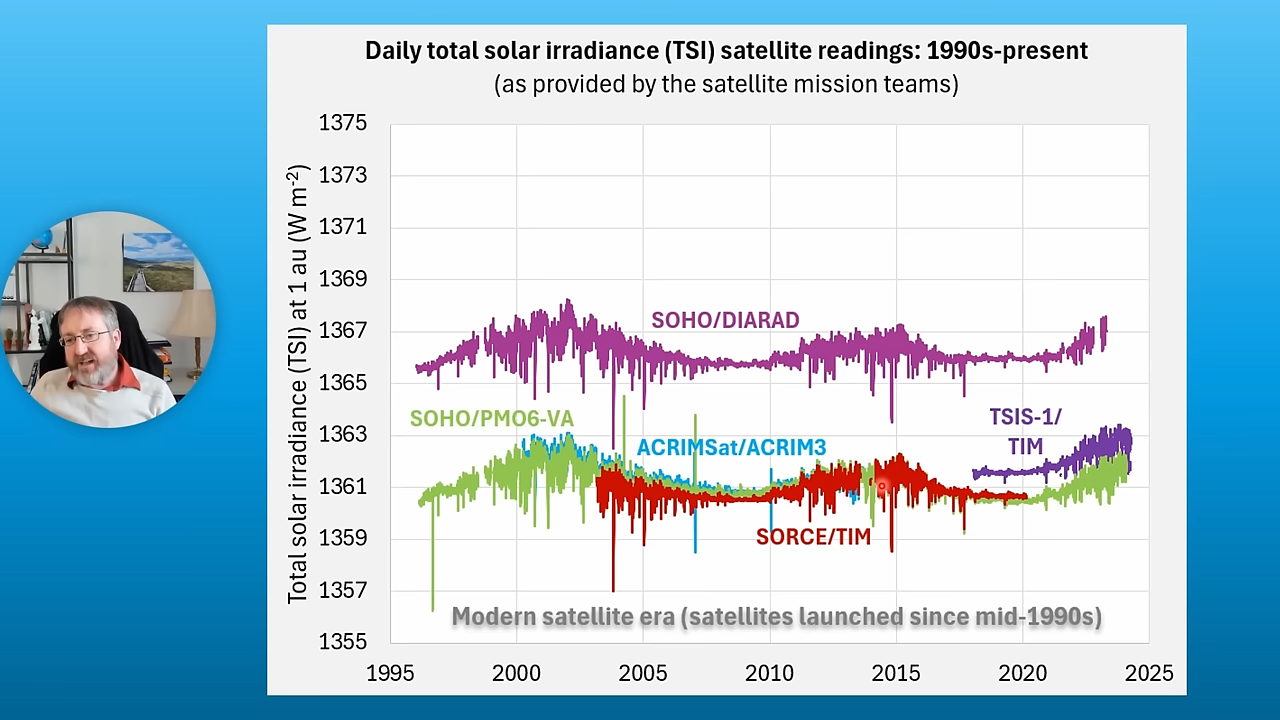 Daily total solar irradiance (TSI) satellite readings: 1990s-present
(as provided by the satellite mission teams)
Total solar irradiance (TSI) at 1 au (W m-2)
1375
1373
1371
1369
1367
1365
1363
1361
1359
1357
1355
SOHO/DIARAD
SOHO/PMO6-VA
ACRIMSat/ACRIM3
TSIS-1/
TIM
SORCE/TIM
Modern satellite era (satellites launched since mid-1990s)
1995
2000
2005
2010
2015
2020
2025